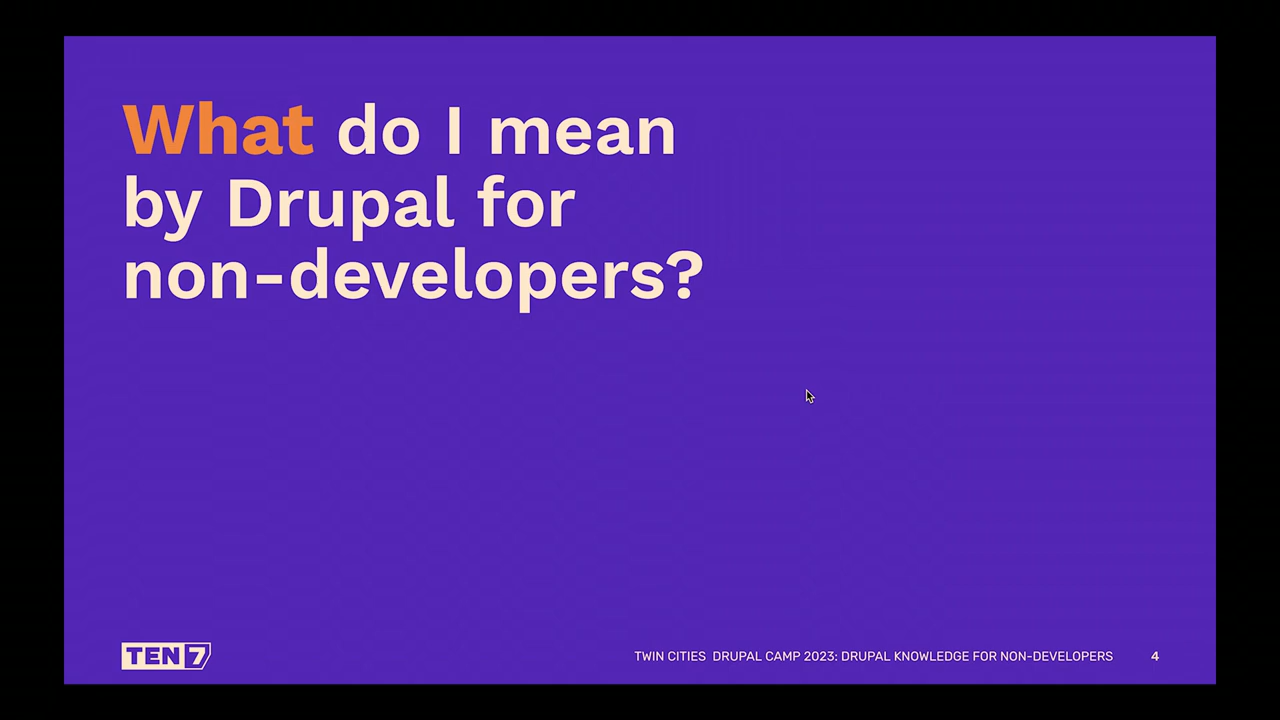 What do I mean
by Drupal for
non-developers?
TEN7
TWIN CITIES DRUPAL CAMP 2023: DRUPAL KNOWLEDGE FOR NON-DEVELOPERS 4